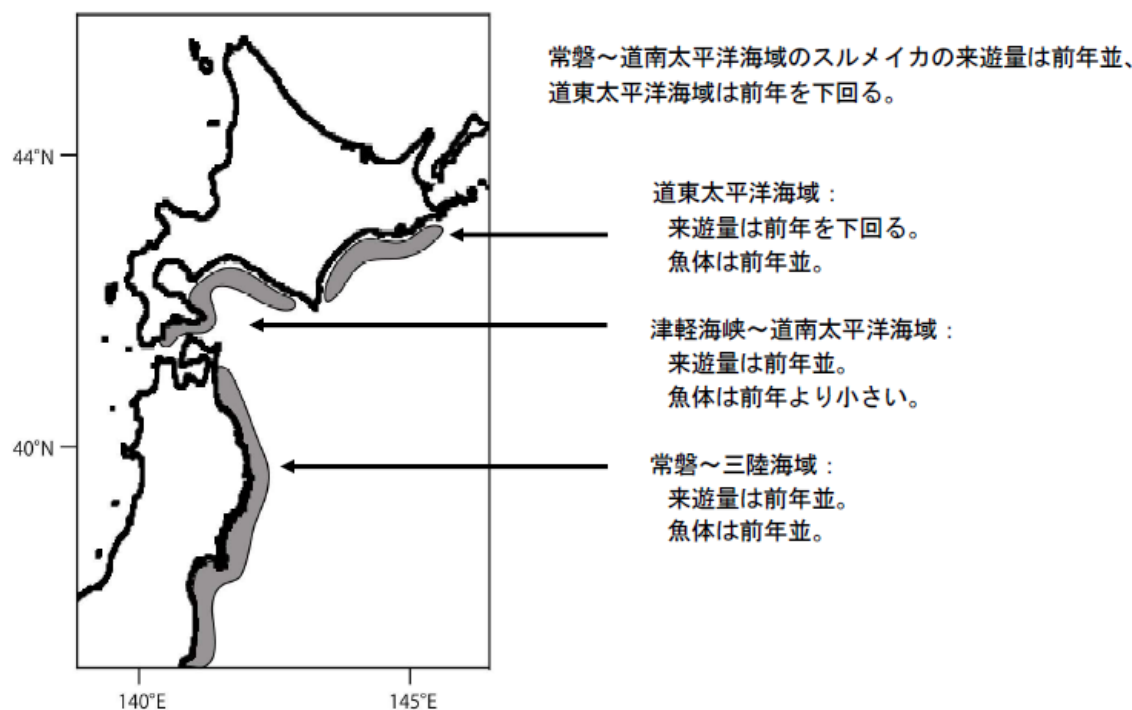 常磐～道南太平洋海域のスルメイカの来遊量は前年並、
道東太平洋海域は前年を下回る。
44°N
道東太平洋海域：
来遊量は前年を下回る。
魚体は前年並。
津軽海峡～道南太平洋海域：
来遊量は前年並。
魚体は前年より小さい。
40°N
常磐～三陸海域：
来遊量は前年並。
魚体は前年並。
140°E
145°E